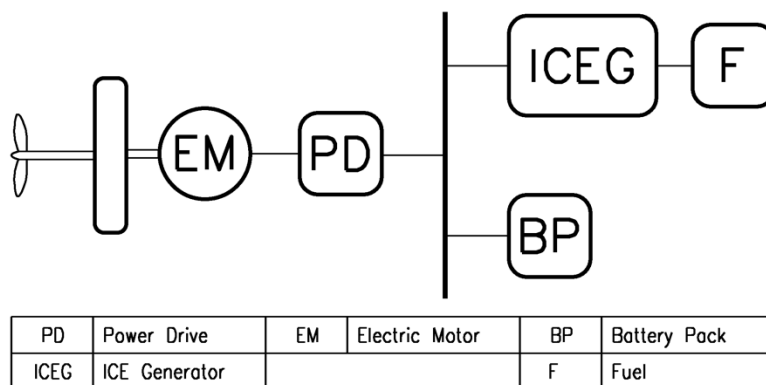 ICEG F
EM PD
BP
PD Power Drive EM Electric Motor BP Battery Pack
ICEG ICE Generator F Fuel